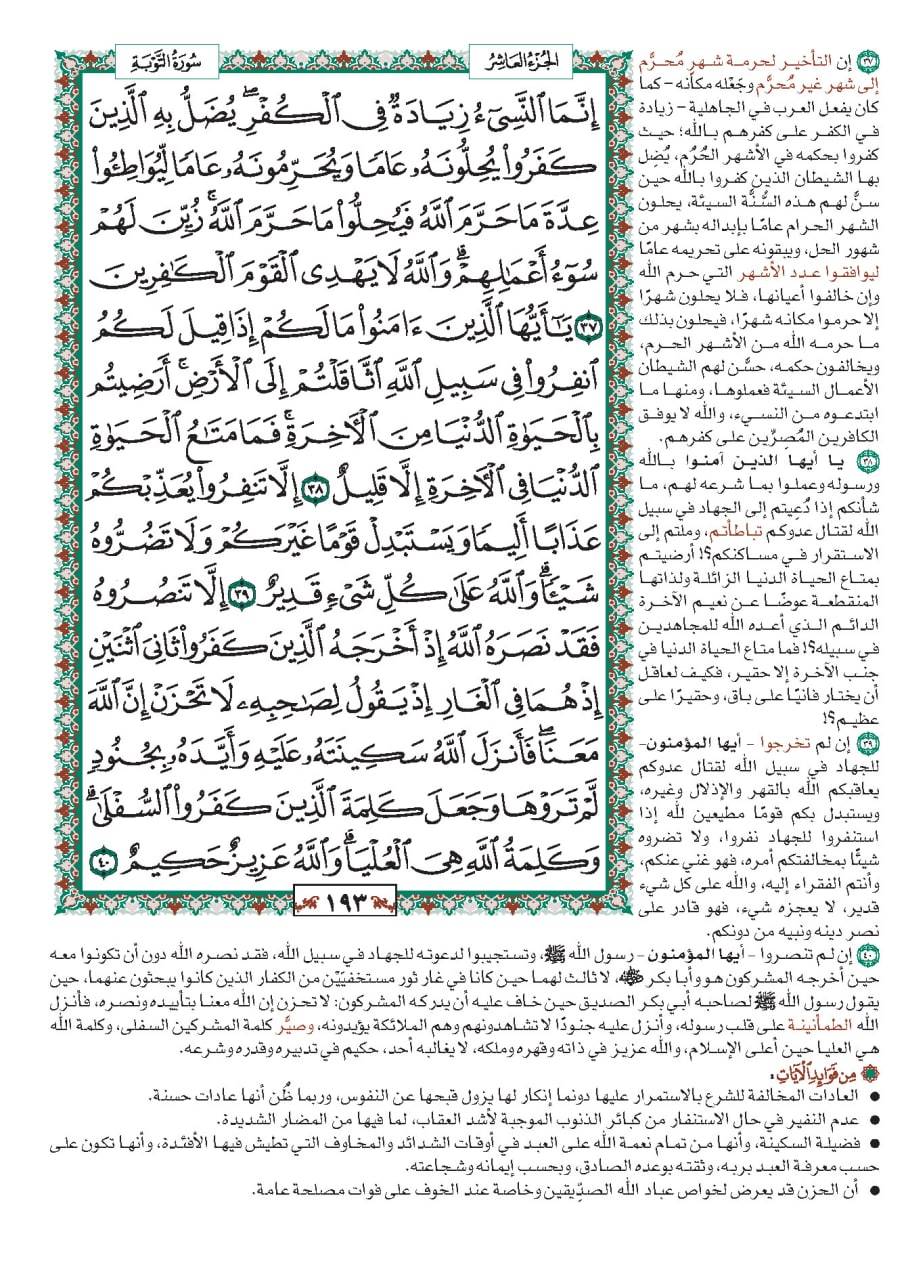 سُورَةُ التَّوْبَةِ
الجُزْءُ العَاشِرُ
إِنَّمَا ٱلنَّسِىٓءُ زِيَادَةٌ فِى ٱلْكُفْرِ ۖ يُضَلُّ بِهِ ٱلَّذِينَ
كَفَرُوا۟ يُحِلُّونَهُۥ عَامًا وَيُحَرِّمُونَهُۥ عَامًا لِّيُوَاطِـُٔوا۟
عِدَّةَ مَا حَرَّمَ ٱللَّهُ فَيُحِلُّوا۟ مَا حَرَّمَ ٱللَّهُ ۚ زُيِّنَ لَهُمْ
سُوٓءُ أَعْمَـٰلِهِمْ ۗ وَٱللَّهُ لَا يَهْدِى ٱلْقَوْمَ ٱلْكَـٰفِرِينَ
٣٧ يَـٰٓأَيُّهَا ٱلَّذِينَ ءَامَنُوا۟ مَا لَكُمْ إِذَا قِيلَ لَكُمُ
ٱنفِرُوا۟ فِى سَبِيلِ ٱللَّهِ ٱثَّاقَلْتُمْ إِلَى ٱلْأَرْضِ ۚ أَرَضِيتُم
بِٱلْحَيَوٰةِ ٱلدُّنْيَا مِنَ ٱلْـَٔاخِرَةِ ۚ فَمَا مَتَـٰعُ ٱلْحَيَوٰةِ
ٱلدُّنْيَا فِى ٱلْـَٔاخِرَةِ إِلَّا قَلِيلٌ ٣٨ إِلَّا تَنفِرُوا۟ يُعَذِّبْكُمْ
عَذَابًا أَلِيمًا وَيَسْتَبْدِلْ قَوْمًا غَيْرَكُمْ وَلَا تَضُرُّوهُ
شَيْـًٔا ۗ وَٱللَّهُ عَلَىٰ كُلِّ شَىْءٍ قَدِيرٌ ٣٩ إِلَّا تَنصُرُوهُ
فَقَدْ نَصَرَهُ ٱللَّهُ إِذْ أَخْرَجَهُ ٱلَّذِينَ كَفَرُوا۟ ثَانِىَ ٱثْنَيْنِ
إِذْ هُمَا فِى ٱلْغَارِ إِذْ يَقُولُ لِصَـٰحِبِهِۦ لَا تَحْزَنْ إِنَّ ٱللَّهَ
مَعَنَا ۖ فَأَنزَلَ ٱللَّهُ سَكِينَتَهُۥ عَلَيْهِ وَأَيَّدَهُۥ بِجُنُودٍ
لَّمْ تَرَوْهَا وَجَعَلَ كَلِمَةَ ٱلَّذِينَ كَفَرُوا۟ ٱلسُّفْلَىٰ ۗ
وَكَلِمَةُ ٱللَّهِ هِىَ ٱلْعُلْيَا ۗ وَٱللَّهُ عَزِيزٌ حَكِيمٌ ٤٠
١٩٣
٣٧ إن التأخير لحرمة شهر مُحرَّم
إلى شهر غير مُحرَّم وجَعْله مكانه - كما
كان يفعل العرب في الجاهلية - زيادة
في الكفر على كفرهم بالله؛ حيث
كفروا بحكمه في الأشهر الحُرُم، يُضِل
بها الشيطان الذين كفروا بالله حين
سنَّ لهم هذه السُّنَّة السيئة، يحلون
الشهر الحرام عامًا بإبداله بشهر من
شهور الحل، ويبقونه على تحريمه عامًا
ليوافقوا عدد الأشهر التي حرم الله
وإن خالفوا أعيانها، فلا يحلون شهرًا
إلا حرموا مكانه شهرًا، فيحلون بذلك
ما حرمه الله من الأشهر الحرم،
ويخالفون حكمه، حسَّن لهم الشيطان
الأعمال السيئة فعملوها، ومنها ما
ابتدعوه من النسيء، والله لا يوفق
الكافرين المُصِرِّين على كفرهم.
٣٨ يا أيها الذين آمنوا بالله
ورسوله وعملوا بما شرعه لهم، ما
شأنكم إذا دُعِيتم إلى الجهاد في سبيل
الله لقتال عدوكم تباطأتم، وملتم إلى
الاستقرار في مساكنكم؟! أرضيتم
بمتاع الحياة الدنيا الزائلة ولذاتها
المنقطعة عوضًا عن نعيم الآخرة
الدائم الذي أعده الله للمجاهدين
في سبيله؟! فما متاع الحياة الدنيا في
جنب الآخرة إلا حقير، فكيف لعاقل
أن يختار فانيًا على باق، وحقيرًا على
عظيم؟!
٣٩ إن لم تخرجوا - أيها المؤمنون-
للجهاد في سبيل الله لقتال عدوكم
يعاقبكم الله بالقهر والإذلال وغيره،
ويستبدل بكم قومًا مطيعين لله إذا
استنفروا للجهاد نفروا، ولا تضروه
شيئًا بمخالفتكم أمره، فهو غني عنكم،
وأنتم الفقراء إليه، والله على كل شيء
قدير، لا يعجزه شيء، فهو قادر على
نصر دينه ونبيه من دونكم.
٤٠ إن لم تنصروا - أيها المؤمنون - رسول الله ﷺ، وتستجيبوا لدعوته للجهاد في سبيل الله، فقد نصره الله دون أن تكونوا معه
حين أخرجه المشركون هو وأبا بكر رضي الله عنه، لا ثالث لهما حين كانا في غار ثور مستخفيَيْن من الكفار الذين كانوا يبحثون عنهما، حين
يقول رسول الله ﷺ لصاحبه أبي بكر الصديق حين خاف عليه أن يدركه المشركون: لا تحزن إن الله معنا بتأييده ونصره، فأنزل
الله الطمأنينة على قلب رسوله، وأنزل عليه جنودًا لا تشاهدونهم وهم الملائكة يؤيدونه، وصيَّر كلمة المشركين السفلى، وكلمة الله
هي العليا حين أعلى الإسلام، والله عزيز في ذاته وقهره وملكه، لا يغالبه أحد، حكيم في تدبيره وقدره وشرعه.
مِن فَوَائِدِ الآيَاتِ:
● العادات المخالفة للشرع بالاستمرار عليها دونما إنكار لها يزول قبحها عن النفوس، وربما ظُن أنها عادات حسنة.
● عدم النفير في حال الاستنفار من كبائر الذنوب الموجبة لأشد العقاب، لما فيها من المضار الشديدة.
● فضيلة السكينة، وأنها من تمام نعمة الله على العبد في أوقات الشدائد والمخاوف التي تطيش فيها الأفئدة، وأنها تكون على
حسب معرفة العبد بربه، وثقته بوعده الصادق، وبحسب إيمانه وشجاعته.
● أن الحزن قد يعرض لخواص عباد الله الصدِّيقين وخاصة عند الخوف على فوات مصلحة عامة.